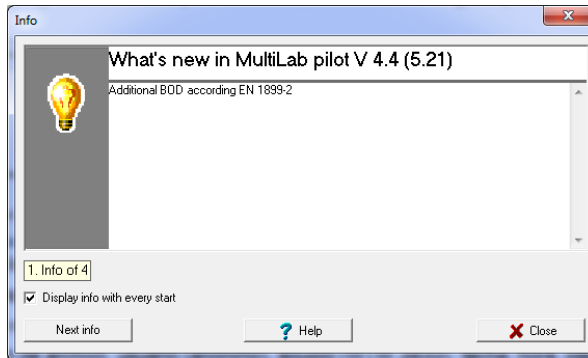 Info
What's new in MultiLab pilot V 4.4 (5.21)
Additional BOD according EN 1899-2
1. Info of 4
Display info with every start
Next info
? Help
X Close